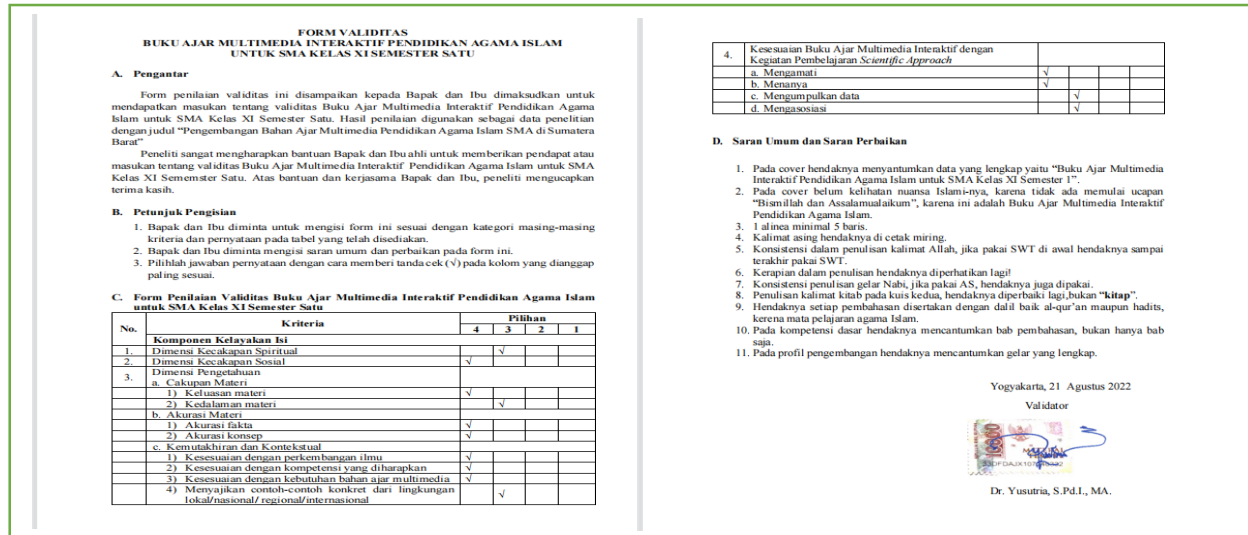 FORM VALIDITAS
BUKU AJAR MULTIMEDIA INTERAKTIF PENDIDIKAN AGAMA ISLAM
UNTUK SMA KELAS XI SEMESTER SATU
A. Pengantar
Form penilaian validitas ini disampaikan kepada Bapak dan Ibu dimaksudkan untuk
mendapatkan masukan tentang validitas Buku Ajar Multimedia Interaktif Pendidikan Agama
Islam untuk SMA Kelas XI Semester Satu. Hasil penilaian digunakan sebagai data penelitian
dengan judul “Pengembangan Bahan Ajar Multimedia Pendidikan Agama Islam SMA di Sumatera
Barat”
Peneliti sangat mengharapkan bantuan Bapak dan Ibu ahli untuk memberikan pendapat atau
masukan tentang validitas Buku Ajar Multimedia Interaktif Pendidikan Agama Islam untuk SMA
Kelas XI Sememster Satu. Atas bantuan dan kerjasama Bapak dan Ibu, peneliti mengucapkan
terima kasih.
B. Petunjuk Pengisian
1. Bapak dan Ibu diminta untuk mengisi form ini sesuai dengan kategori masing-masing
kriteria dan pernyataan pada tabel yang telah disediakan.
2. Bapak dan Ibu diminta mengisi saran umum dan perbaikan pada form ini.
3. Pilihlah jawaban pernyataan dengan cara memberi tanda cek (√) pada kolom yang dianggap
paling sesuai.
C. Form Penilaian Validitas Buku Ajar Multimedia Interaktif Pendidikan Agama Islam
untuk SMA Kelas XI Semester Satu
No. Kriteria Pilihan
4 3 2 1
Komponen Kelayakan Isi
1. Dimensi Kecakapan Spiritual √
2. Dimensi Kecakapan Sosial √
3. Dimensi Pengetahuan
a. Cakupan Materi
1) Keluasan materi √
2) Kedalaman materi √
b. Akurasi Materi
1) Akurasi fakta √
2) Akurasi konsep √
c. Kemutakhiran dan Kontekstual
1) Kesesuaian dengan perkembangan ilmu √
2) Kesesuaian dengan kompetensi yang diharapkan √
3) Kesesuaian dengan kebutuhan bahan ajar multimedia √
4) Menyajikan contoh-contoh konkret dari lingkungan
lokal/nasional/regional/internasional √
4. Kesesuaian Buku Ajar Multimedia Interaktif dengan
Kegiatan Pembelajaran Scientific Approach
a. Mengamati √
b. Menanya √
c. Mengumpulkan data √
d. Mengasosiasi √
D. Saran Umum dan Saran Perbaikan
1. Pada cover hendaknya menyantumkan data yang lengkap yaitu “Buku Ajar Multimedia
Interaktif Pendidikan Agama Islam untuk SMA Kelas XI Semester 1”.
2. Pada cover belum kelihatan nuansa Islami-nya, karena tidak ada memulai ucapan
“Bismillah dan Assalamualaikum”, karena ini adalah Buku Ajar Multimedia Interaktif
Pendidikan Agama Islam.
3. 1 alinea minimal 5 baris.
4. Kalimat asing hendaknya di cetak miring.
5. Konsistensi dalam penulisan kalimat Allah, jika pakai SWT di awal hendaknya sampai
terakhir pakai SWT.
6. Kerapian dalam penulisan hendaknya diperhatikan lagi!
7. Konsistensi penulisan gelar Nabi, jika pakai AS, hendaknya juga dipakai.
8. Penulisan kalimat kitab pada kuis kedua, hendaknya diperbaiki lagi,bukan “kitap”.
9. Hendaknya setiap pembahasan disertakan dengan dalil baik al-qur’an maupun hadits,
kerena mata pelajaran agama Islam.
10. Pada kompetensi dasar hendaknya mencantumkan bab pembahasan, bukan hanya bab
saja.
11. Pada profil pengembangan hendaknya mencantumkan gelar yang lengkap.
Yogyakarta, 21 Agustus 2022
Validator
Dr. Yusutria, S.Pd.I., MA.